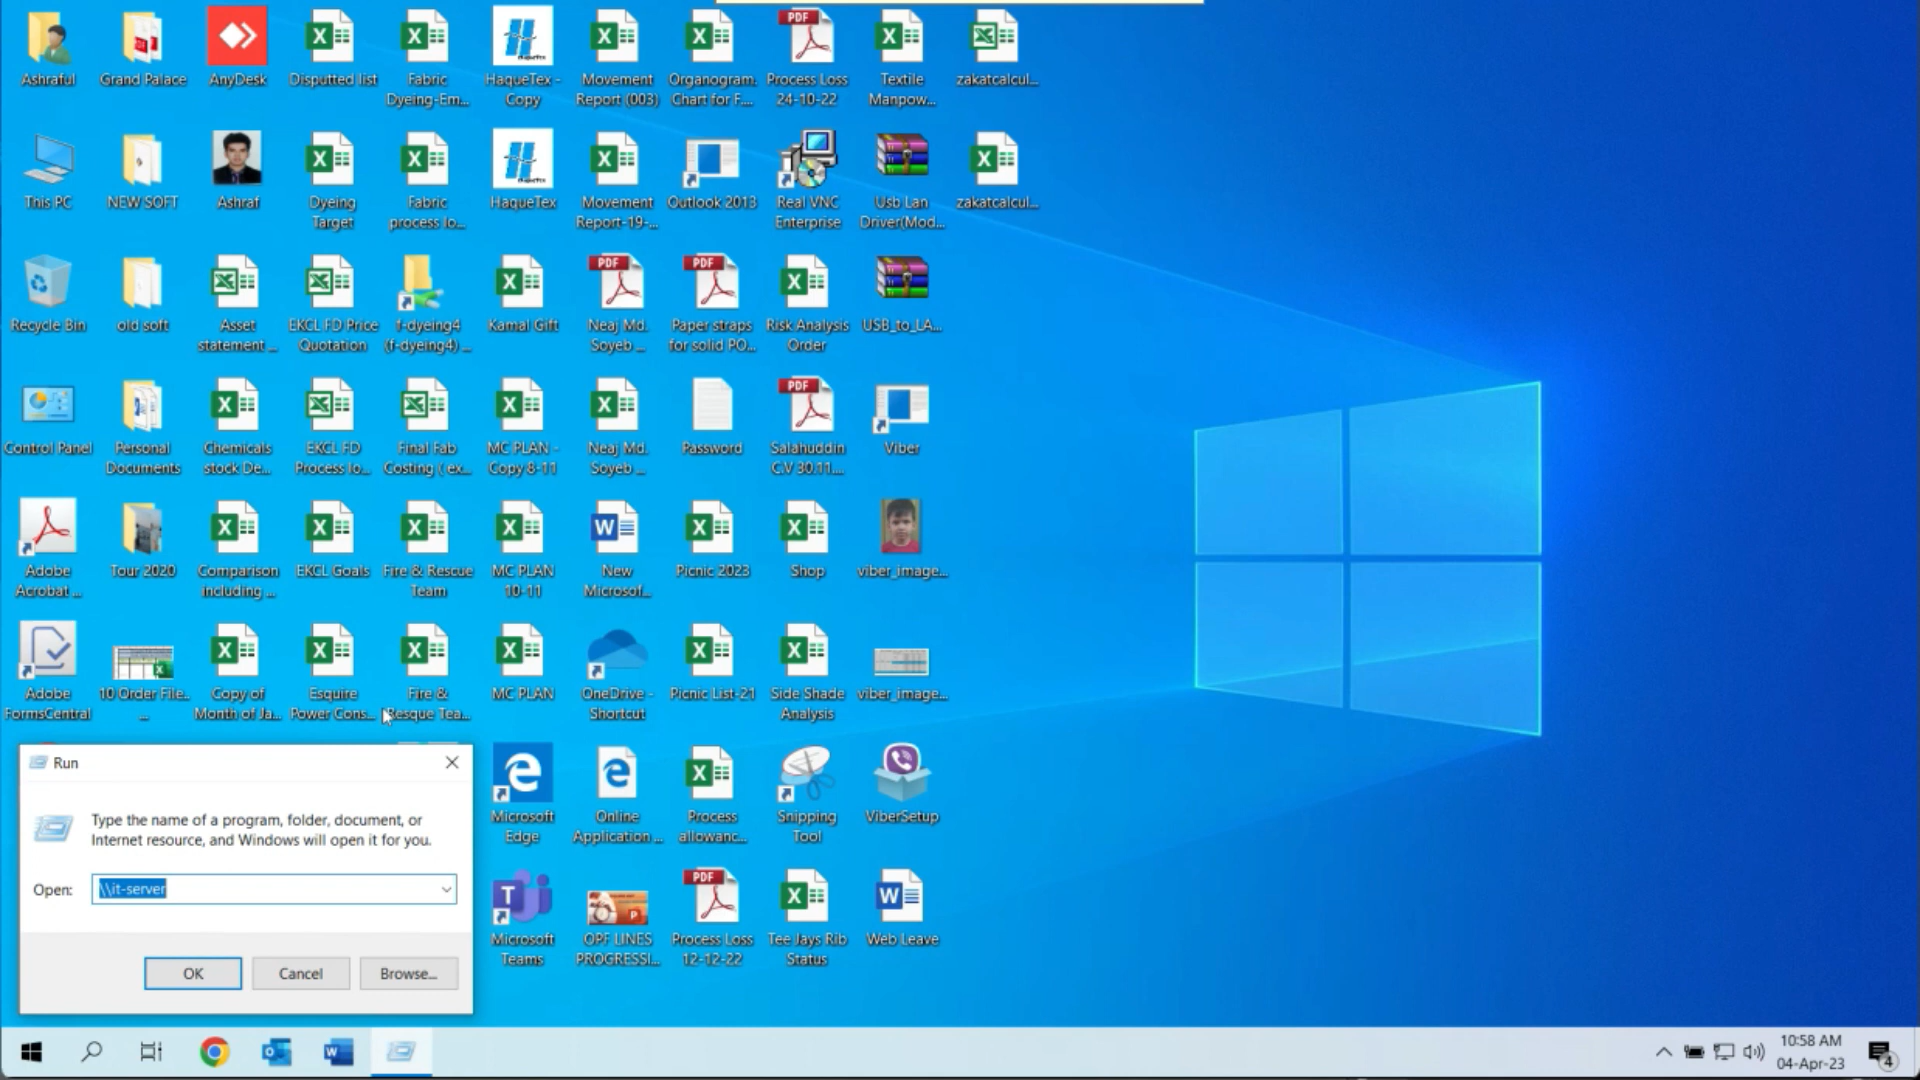 Ashraful
Grand Palace
AnyDesk
Disputted list
Fabric
Dyeing-Em...
HaqueTex -
Copy
Movement
Report (003)
Organogram
Chart for F....
Process Loss
24-10-22
Textile
Manpow...
zakatcalcul...
This PC
NEW SOFT
Ashraf
Dyeing
Target
Fabric
process lo...
HaqueTex
Movement
Report-19-...
Outlook 2013
Real VNC
Enterprise
Usb Lan
Driver(Mod...
zakatcalcul...
Recycle Bin
old soft
Asset
statement ...
EKCL FD Price
Quotation
f-dyeing4
(f-dyeing4) ...
Kamal Gift
Neaj Md.
Soyeb ...
Paper straps
for solid PO...
Risk Analysis
Order
USB_to_LA...
Control Panel
Personal
Documents
Chemicals
stock De...
EKCL FD
Process lo...
Final Fab
Costing ( ex...
MC PLAN -
Copy 8-11
Neaj Md.
Soyeb ...
Password
Salahuddin
C.V 30.11....
Viber
Adobe
Acrobat ...
Tour 2020
Comparison
including ...
EKCL Goals
Fire & Rescue
Team
MC PLAN
10-11
New
Microsof...
Picnic 2023
Shop
viber_image...
Adobe
FormsCentral
10 Order File..
...
Copy of
Month of Ja...
Esquire
Power Cons...
Fire &
Resque Tea...
MC PLAN
OneDrive -
Shortcut
Picnic List-21
Side Shade
Analysis
viber_image...
Run
Type the name of a program, folder, document, or
Internet resource, and Windows will open it for you.
Open: \\it-server
OK
Cancel
Browse...
Microsoft
Edge
Online
Application ...
Process
allowanc...
Snipping
Tool
ViberSetup
Microsoft
Teams
OPF LINES
PROGRESSI...
Process Loss
12-12-22
Tee Jays Rib
Status
Web Leave
10:58 AM
04-Apr-23
4